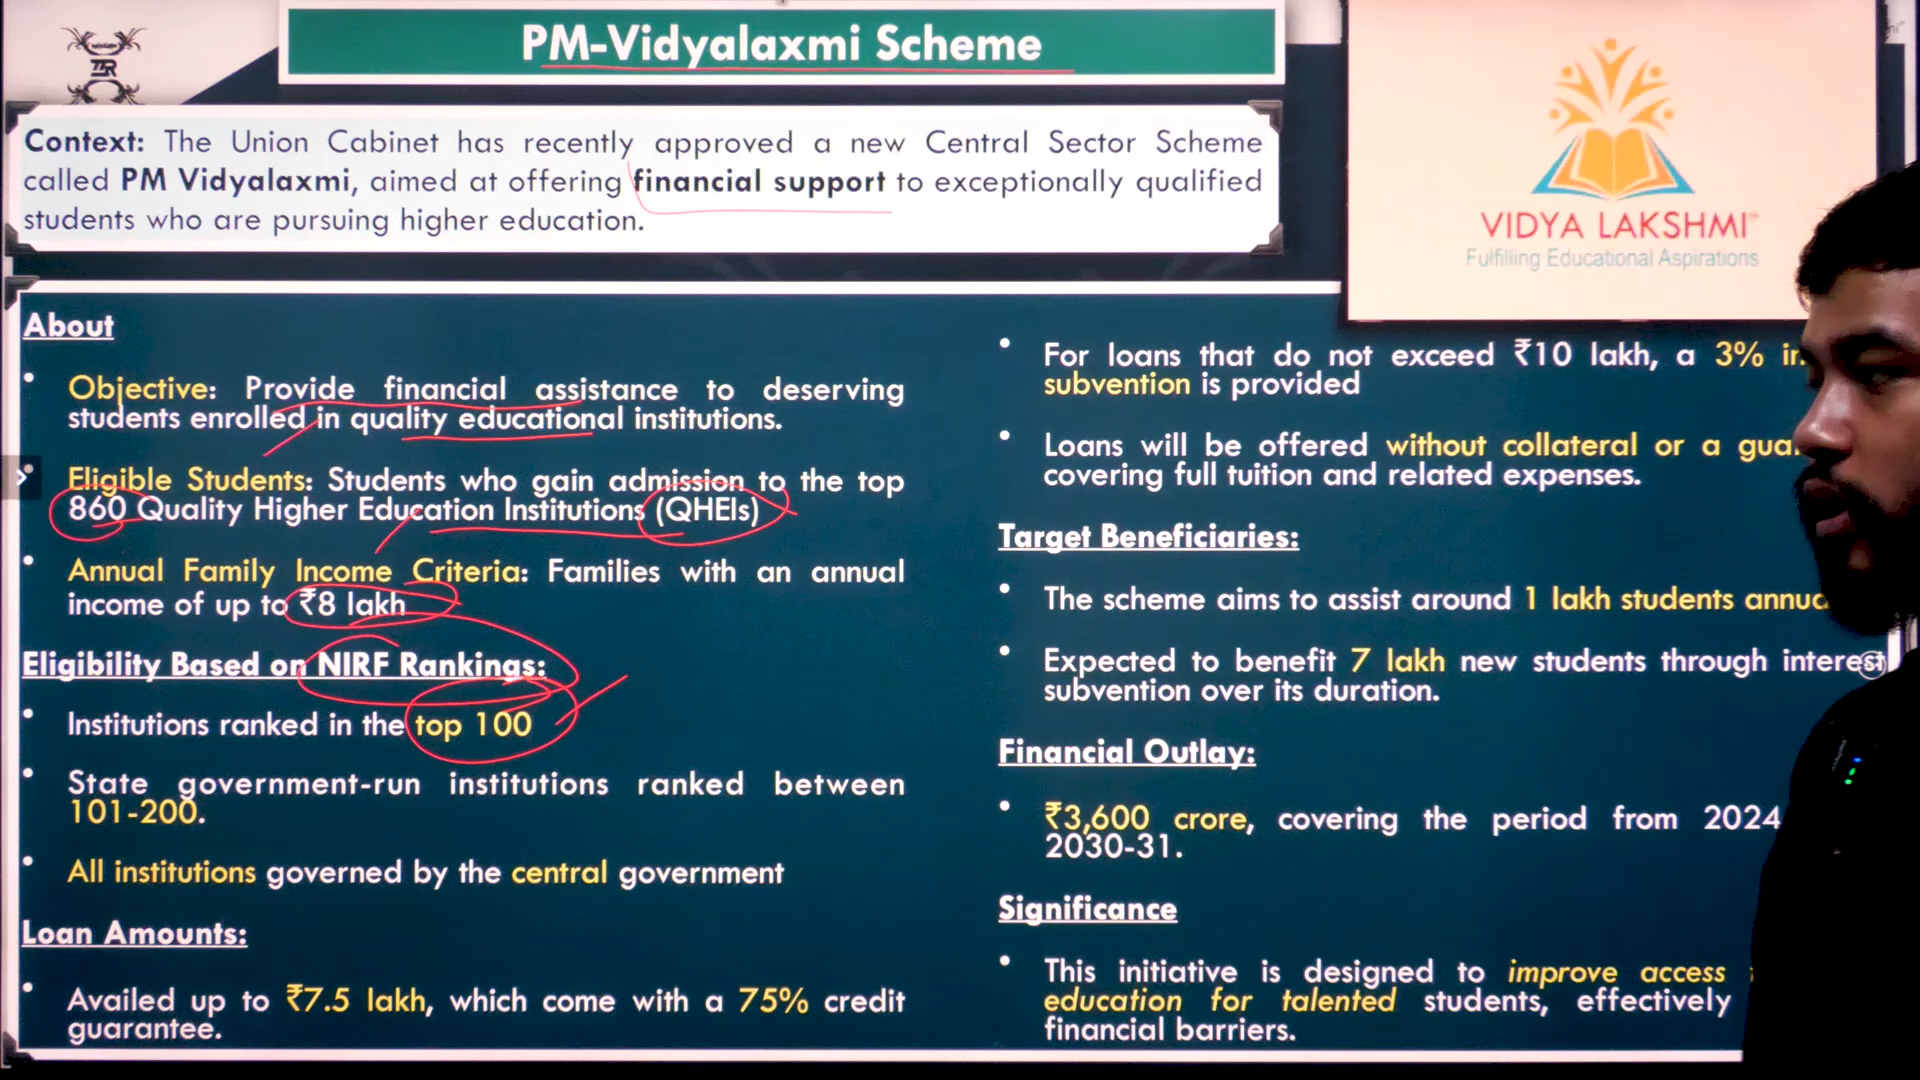 PM-Vidyalaxmi Scheme
Context: The Union Cabinet has recently approved a new Central Sector Scheme
called PM Vidyalaxmi, aimed at offering financial support to exceptionally qualified
students who are pursuing higher education.
VIDYA LAKSHMI
Fulfilling Educational Aspirations
About
• Objective: Provide financial assistance to deserving
students enrolled in quality educational institutions.
• Eligible Students: Students who gain admission to the top
860 Quality Higher Education Institutions (QHEIs)
• Annual Family Income Criteria: Families with an annual
income of up to ₹8 lakh
Eligibility Based on NIRF Rankings:
• Institutions ranked in the top 100
• State government-run institutions ranked between
101-200.
• All institutions governed by the central government
Loan Amounts:
• Availed up to ₹7.5 lakh, which come with a 75% credit
guarantee.
• For loans that do not exceed ₹10 lakh, a 3%
subvention is provided
• Loans will be offered without collateral or a
covering full tuition and related expenses.
Target Beneficiaries:
• The scheme aims to assist around 1 lakh students
• Expected to benefit 7 lakh new students through interest
subvention over its duration.
Financial Outlay:
• ₹3,600 crore, covering the period from 2024
2030-31.
Significance
• This initiative is designed to improve access
education for talented students, effectively
financial barriers.